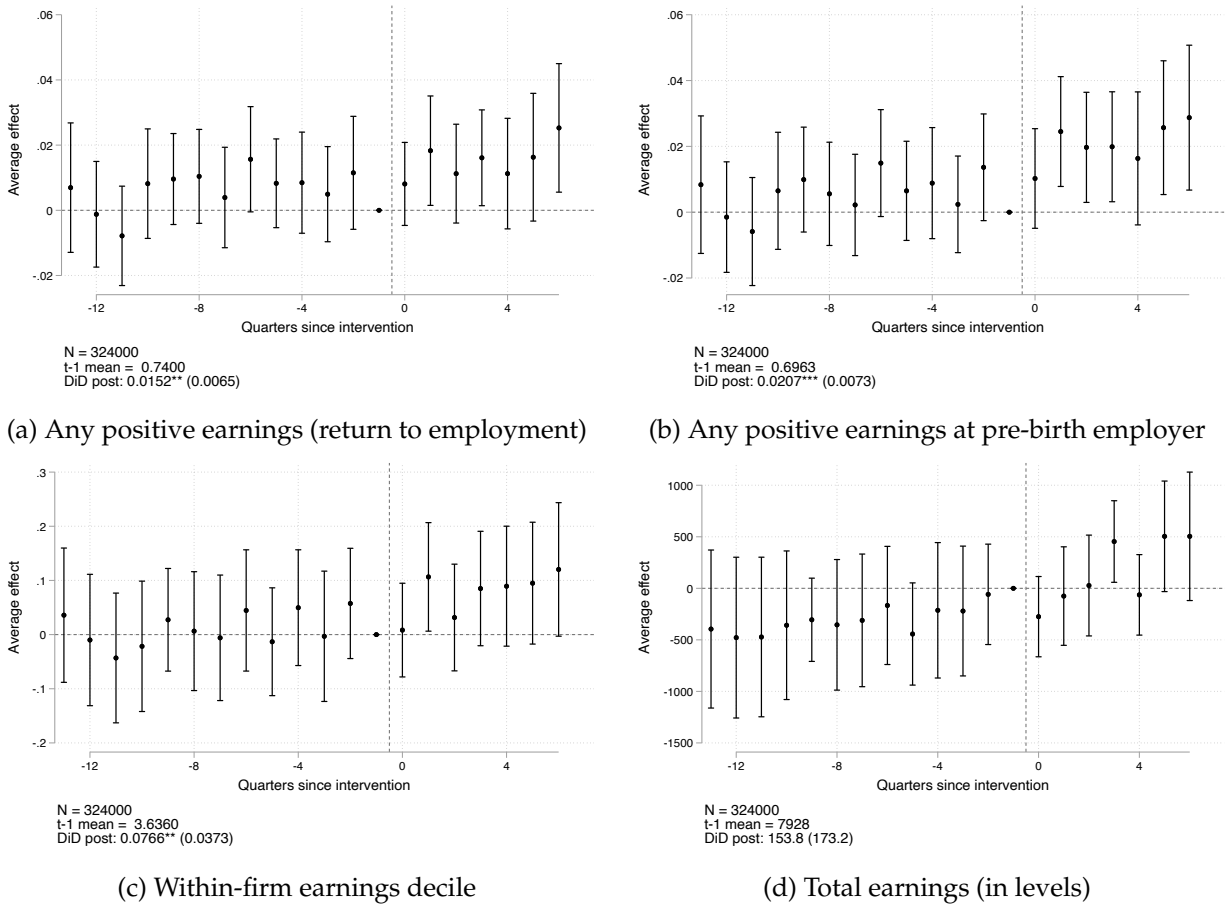 .06
.04
.02
0
-.02
Average effect
-12 -8 -4 0 4
Quarters since intervention
N = 324000
t-1 mean = 0.7400
DiD post: 0.0152** (0.0065)
(a) Any positive earnings (return to employment)
.06
.04
.02
0
-.02
Average effect
-12 -8 -4 0 4
Quarters since intervention
N = 324000
t-1 mean = 0.6963
DiD post: 0.0207*** (0.0073)
(b) Any positive earnings at pre-birth employer
.3
.2
.1
0
-.1
-.2
Average effect
-12 -8 -4 0 4
Quarters since intervention
N = 324000
t-1 mean = 3.6360
DiD post: 0.0766** (0.0373)
(c) Within-firm earnings decile
1000
500
0
-500
-1000
-1500
Average effect
-12 -8 -4 0 4
Quarters since intervention
N = 324000
t-1 mean = 7928
DiD post: 153.8 (173.2)
(d) Total earnings (in levels)